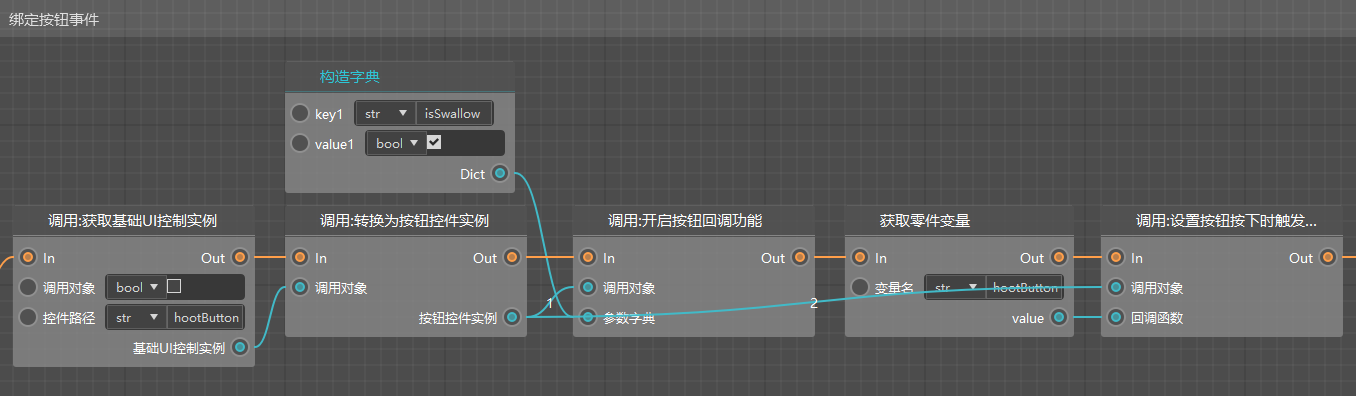 绑定按钮事件
构造字典
key1 str isSwallow
value1 bool
Dict
调用:获取基础UI控制实例
In Out
调用对象 bool
控件路径 str hootButton
基础UI控制实例
调用:转换为按钮控件实例
In Out
调用对象
按钮控件实例
1
调用:开启按钮回调功能
In Out
调用对象
参数字典
2
获取零件变量
In Out
变量名 str hootButton
value
调用:设置按钮按下时触发...
In Out
调用对象
回调函数